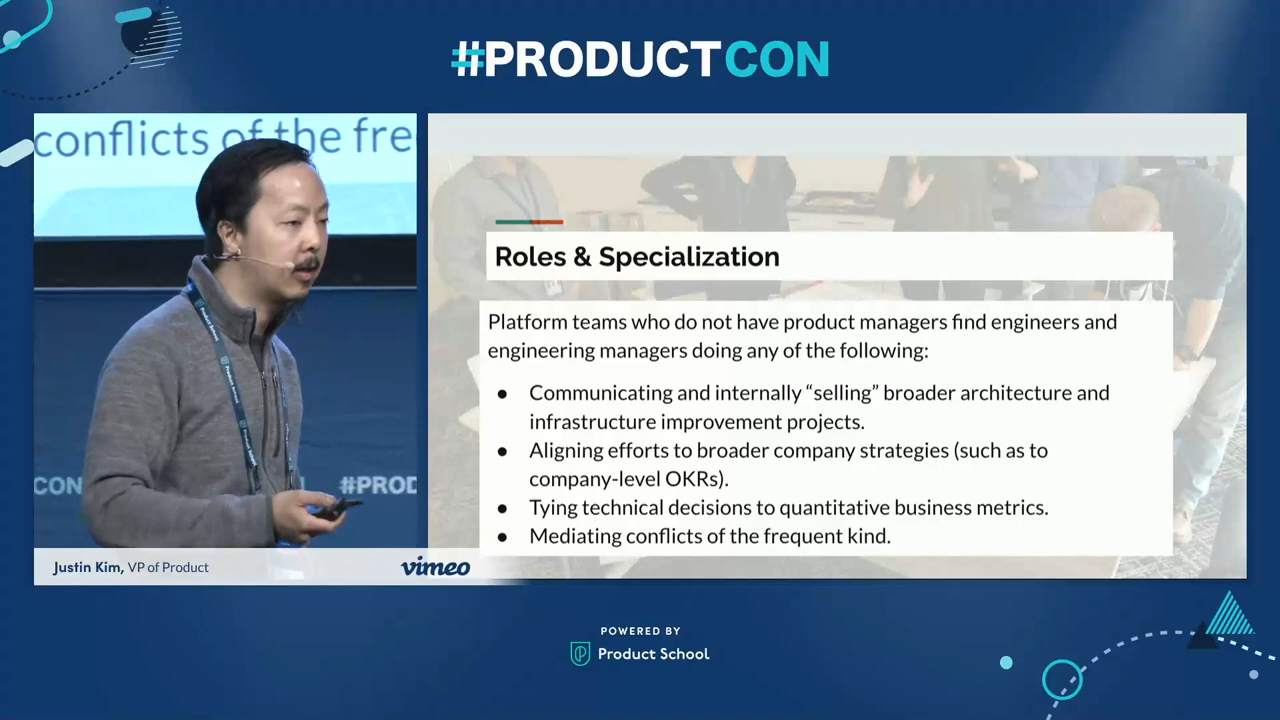 #PRODUCTCON
conflicts of the fre
CON
#PROD
Product School
Justin Kim, VP of Product
vimeo
Roles & Specialization
Platform teams who do not have product managers find engineers and
engineering managers doing any of the following:
● Communicating and internally “selling” broader architecture and
infrastructure improvement projects.
● Aligning efforts to broader company strategies (such as to
company-level OKRs).
● Tying technical decisions to quantitative business metrics.
● Mediating conflicts of the frequent kind.
POWERED BY
Product School